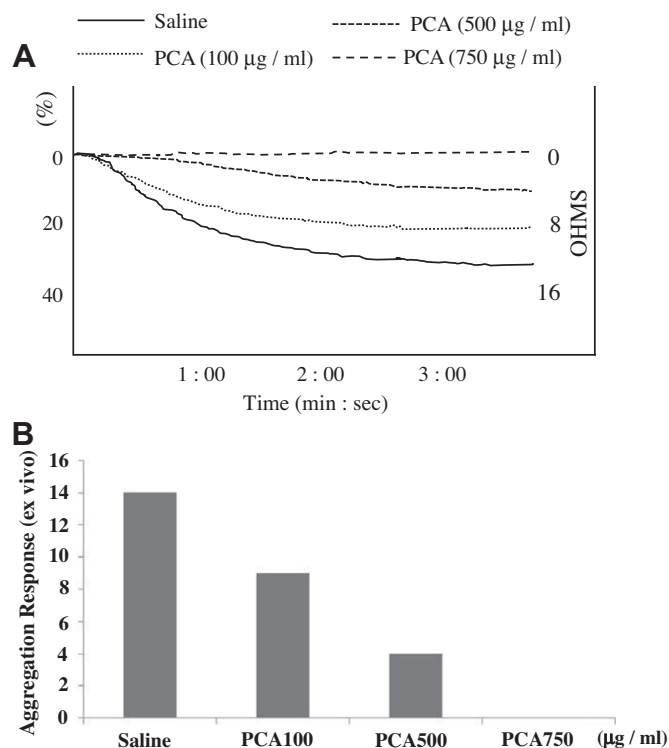 Saline
PCA (500 µg / ml)
PCA (100 µg / ml)
PCA (750 µg / ml)
A
(%)
0
20
40
0
8
16
OHMS
1 : 00 2 : 00 3 : 00
Time (min : sec)
B
Aggregation Response (ex vivo)
16
14
12
10
8
6
4
2
0
Saline PCA100 PCA500 PCA750 (µg / ml)